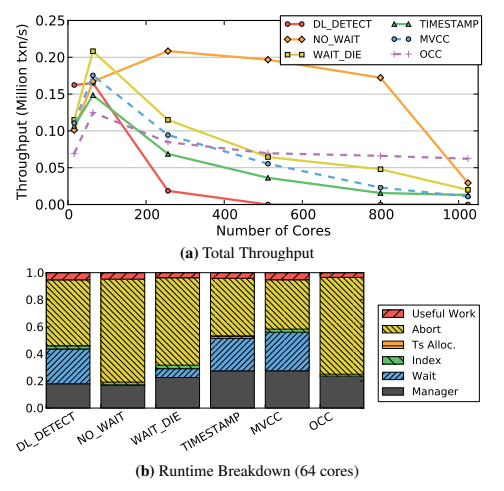 DL_DETECT
NO_WAIT
WAIT_DIE
TIMESTAMP
MVCC
OCC
Throughput (Million txn/s)
0.25
0.20
0.15
0.10
0.05
0.00
0 200 400 600 800 1000
Number of Cores
(a) Total Throughput
1.0
0.8
0.6
0.4
0.2
0.0
DL_DETECT
NO_WAIT
WAIT_DIE
TIMESTAMP
MVCC
OCC
Useful Work
Abort
Ts Alloc.
Index
Wait
Manager
(b) Runtime Breakdown (64 cores)